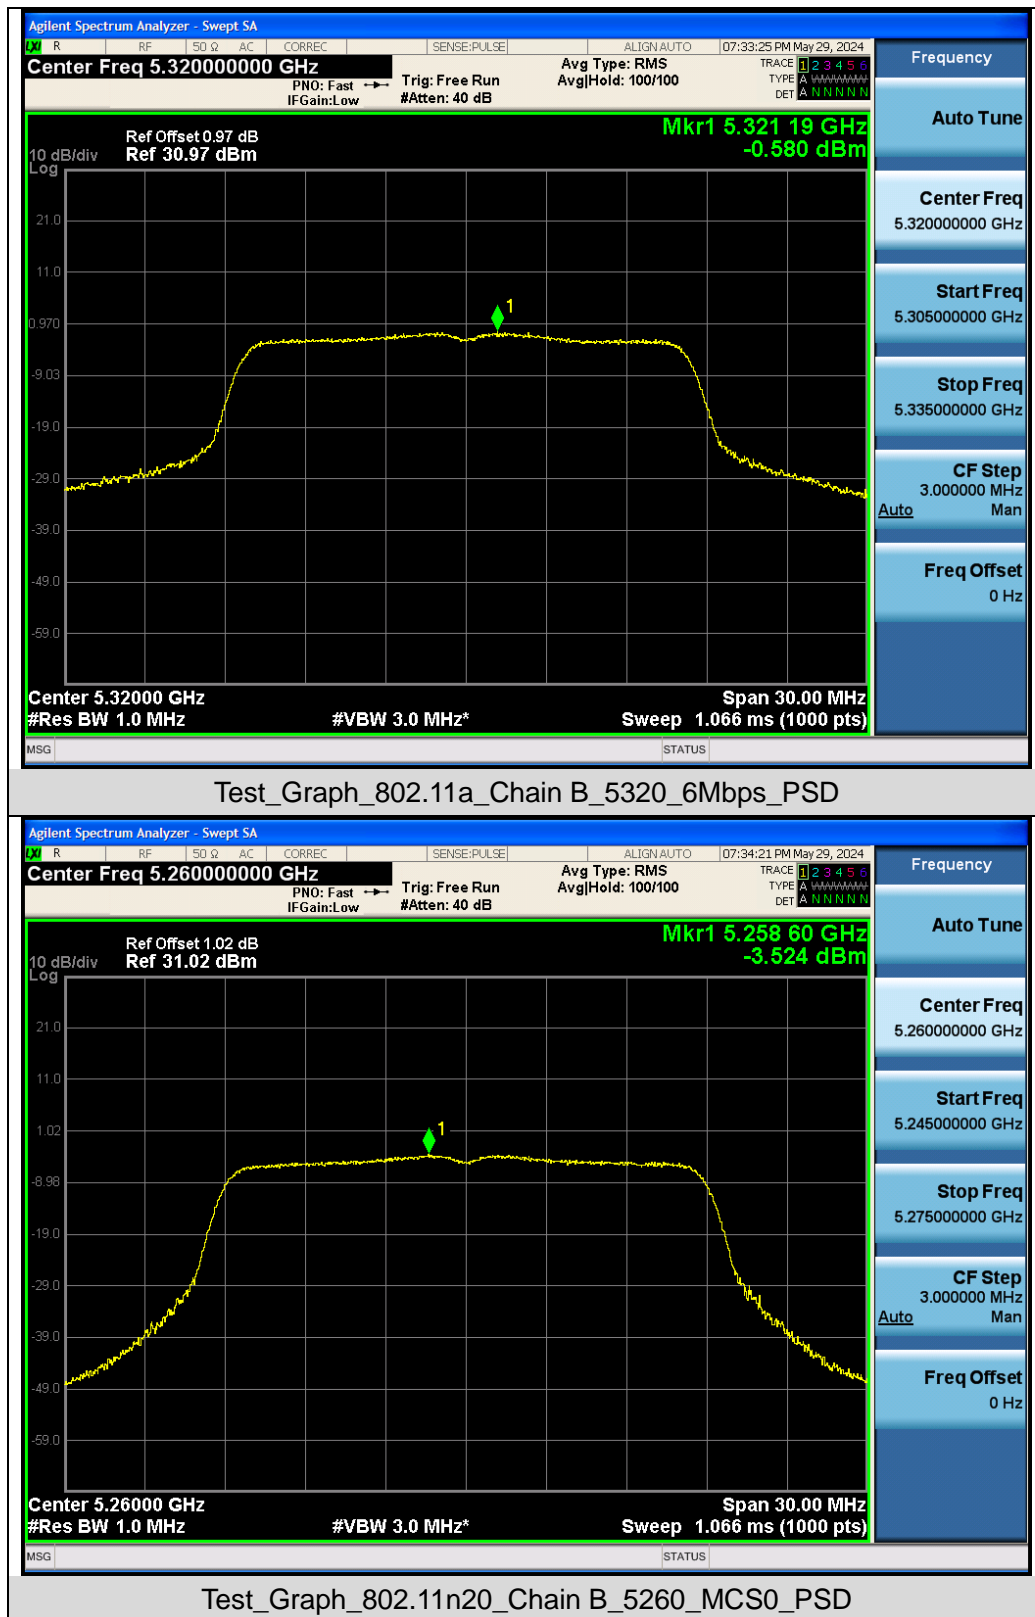 Agilent Spectrum Analyzer - Swept SA
LXI R RF 50 Ω AC CORREC SENSE:PULSE ALIGN AUTO 07:33:25 PM May 29, 2024
Center Freq 5.320000000 GHz
PNO: Fast
IFGain:Low
Trig: Free Run
#Atten: 40 dB
Avg Type: RMS
Avg|Hold: 100/100
TRACE 1 2 3 4 5 6
TYPE A WWWWW
DET A N N N N N
Frequency
Auto Tune
Center Freq
5.320000000 GHz
Start Freq
5.305000000 GHz
Stop Freq
5.335000000 GHz
CF Step
3.000000 MHz
Auto Man
Freq Offset
0 Hz
Mkr1 5.321 19 GHz
-0.580 dBm
Ref Offset 0.97 dB
10 dB/div Ref 30.97 dBm
Log
1
21.0
11.0
0.970
-9.03
-19.0
-29.0
-39.0
-49.0
-59.0
Center 5.32000 GHz Span 30.00 MHz
#Res BW 1.0 MHz #VBW 3.0 MHz* Sweep 1.066 ms (1000 pts)
MSG STATUS
Test_Graph_802.11a_Chain B_5320_6Mbps_PSD
Agilent Spectrum Analyzer - Swept SA
LXI R RF 50 Ω AC CORREC SENSE:PULSE ALIGN AUTO 07:34:21 PM May 29, 2024
Center Freq 5.260000000 GHz
PNO: Fast
IFGain:Low
Trig: Free Run
#Atten: 40 dB
Avg Type: RMS
Avg|Hold: 100/100
TRACE 1 2 3 4 5 6
TYPE A WWWWW
DET A N N N N N
Frequency
Auto Tune
Center Freq
5.260000000 GHz
Start Freq
5.245000000 GHz
Stop Freq
5.275000000 GHz
CF Step
3.000000 MHz
Auto Man
Freq Offset
0 Hz
Mkr1 5.258 60 GHz
-3.524 dBm
Ref Offset 1.02 dB
10 dB/div Ref 31.02 dBm
Log
1
21.0
11.0
1.02
-8.98
-19.0
-29.0
-39.0
-49.0
-59.0
Center 5.26000 GHz Span 30.00 MHz
#Res BW 1.0 MHz #VBW 3.0 MHz* Sweep 1.066 ms (1000 pts)
MSG STATUS
Test_Graph_802.11n20_Chain B_5260_MCS0_PSD